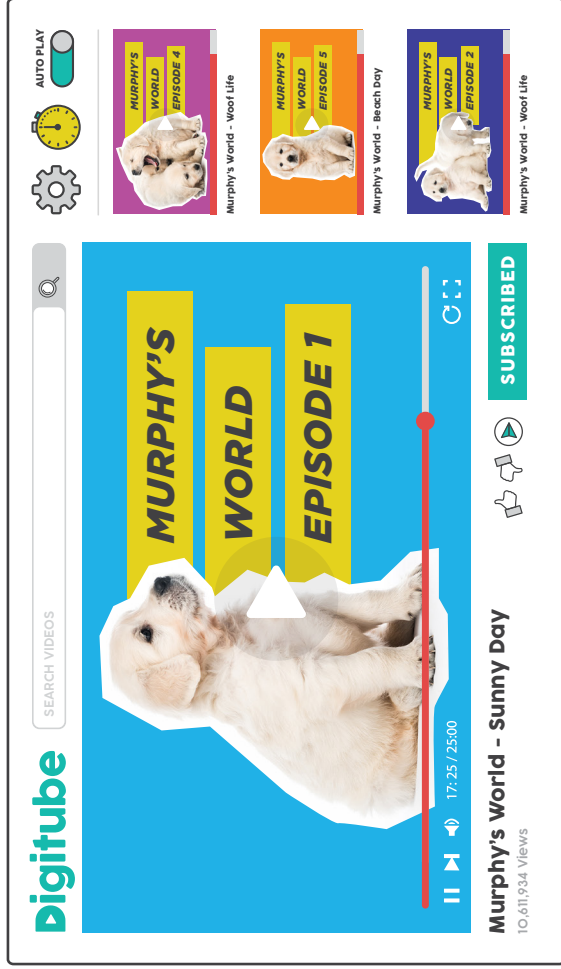 Digitube
SEARCH VIDEOS
AUTO PLAY
MURPHY'S
WORLD
EPISODE 1
17:25 / 25:00
Murphy's World - Sunny Day
10,611,934 Views
SUBSCRIBED
MURPHY'S
WORLD
EPISODE 4
Murphy's World - Woof Life
MURPHY'S
WORLD
EPISODE 5
Murphy's World - Beach Day
MURPHY'S
WORLD
EPISODE 2
Murphy's World - Woof Life